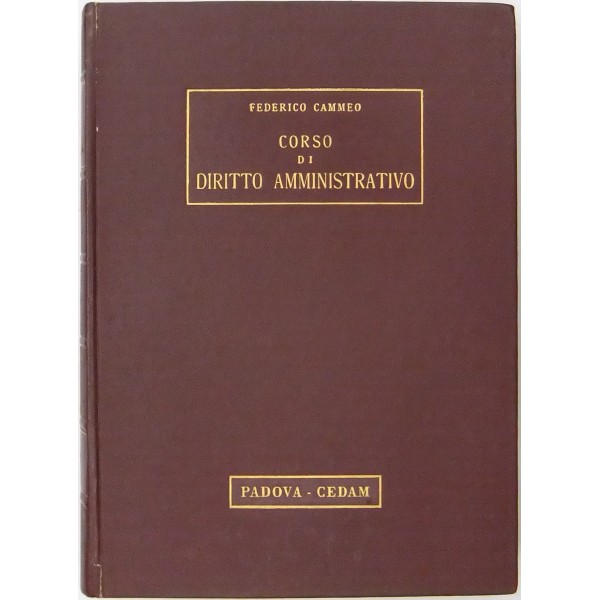 FEDERICO CAMMEO
CORSO
DI
DIRITTO AMMINISTRATIVO
PADOVA - CEDAM